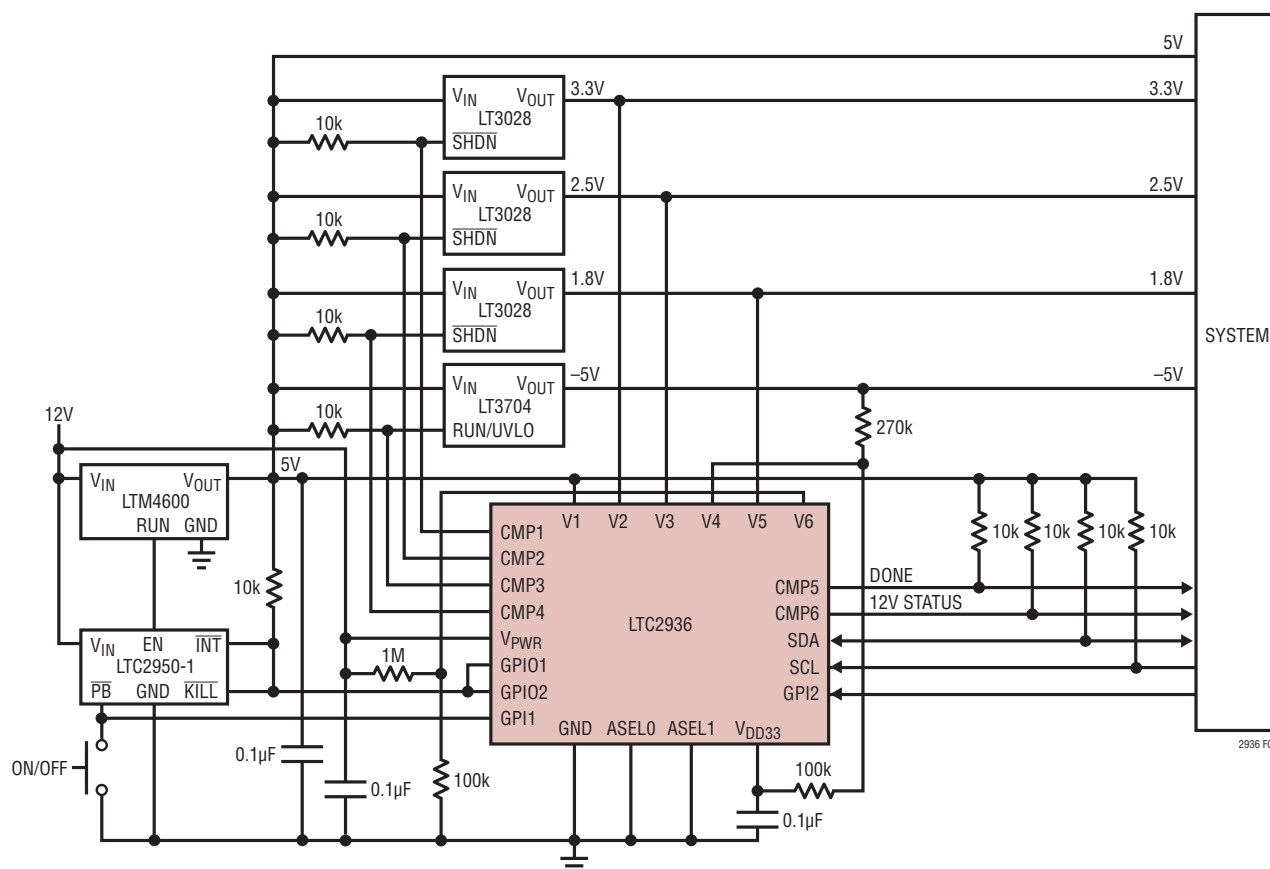 5V
VIN VOUT
LT3028
SHDN
3.3V
3.3V
10k
VIN VOUT
LT3028
SHDN
2.5V
2.5V
10k
VIN VOUT
LT3028
SHDN
1.8V
1.8V
10k
SYSTEM
VIN VOUT
LT3704
RUN/UVLO
–5V
–5V
10k
270k
12V
5V
VIN VOUT
LTM4600
RUN GND
10k
VIN EN INT
LTC2950-1
PB GND KILL
ON/OFF
0.1µF
0.1µF
1M
100k
V1 V2 V3 V4 V5 V6
CMP1
CMP2
CMP3
CMP4
VPWR
GPIO1
GPIO2
GPI1
LTC2936
CMP5
CMP6
SDA
SCL
GPI2
GND ASEL0 ASEL1 VDD33
DONE
12V STATUS
10k 10k 10k 10k
100k
0.1µF
2936